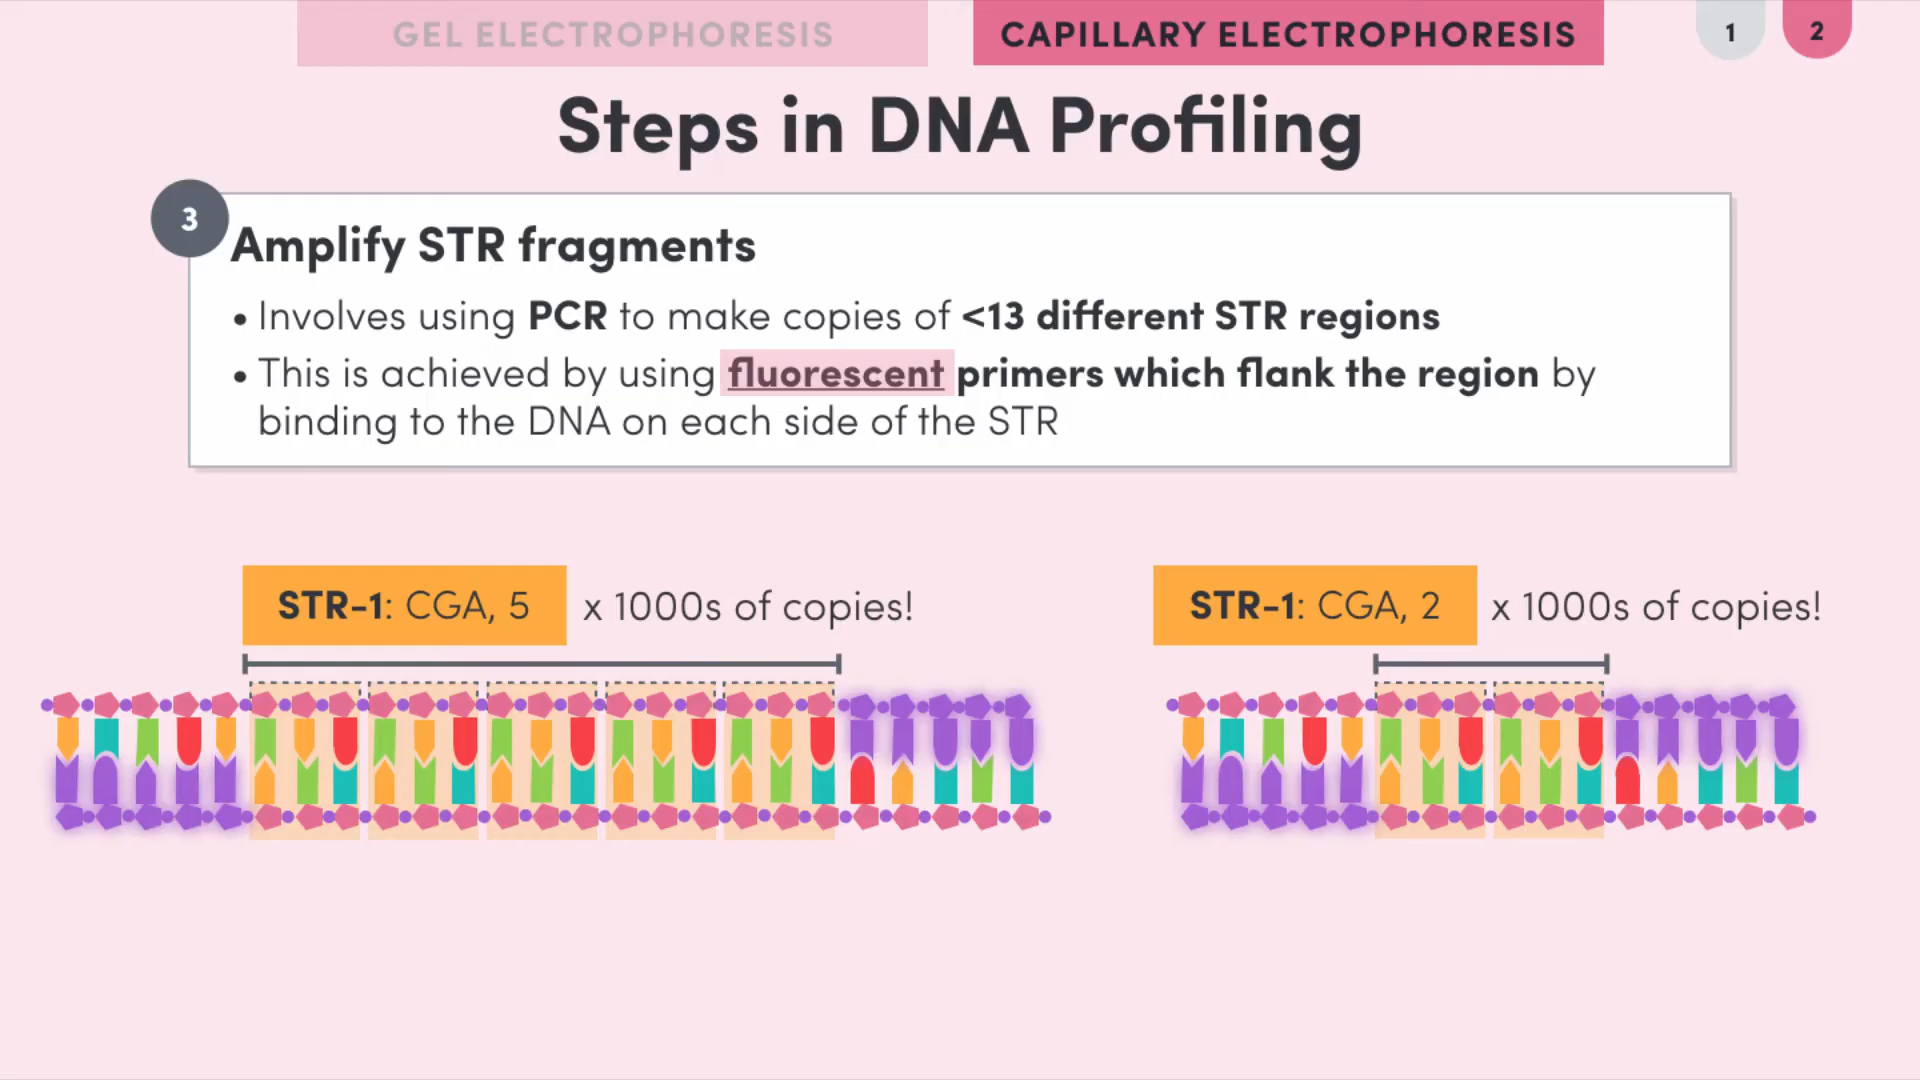 GEL ELECTROPHORESIS
CAPILLARY ELECTROPHORESIS
1
2
Steps in DNA Profiling
3
Amplify STR fragments
• Involves using PCR to make copies of <13 different STR regions
• This is achieved by using fluorescent primers which flank the region by
binding to the DNA on each side of the STR
STR-1: CGA, 5
x 1000s of copies!
STR-1: CGA, 2
x 1000s of copies!